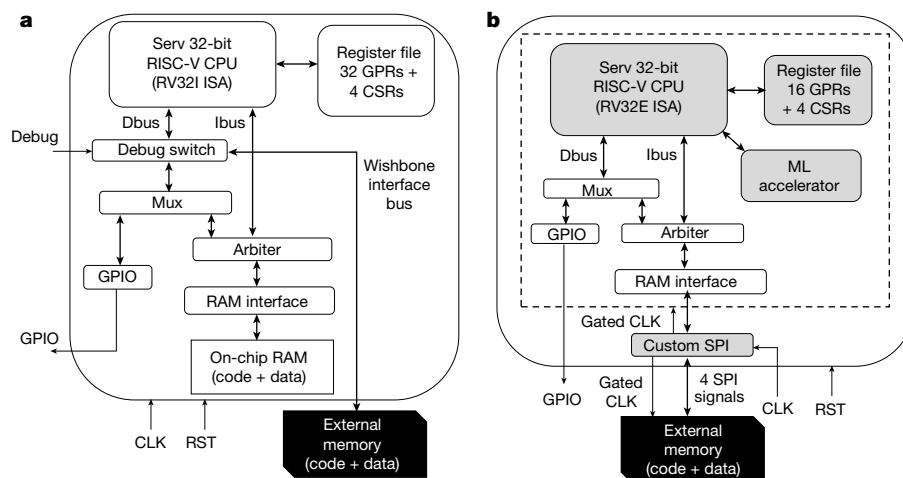 a
Serv 32-bit
RISC-V CPU
(RV32I ISA)
Register file
32 GPRs +
4 CSRs
Dbus
Ibus
Debug
Debug switch
Wishbone
interface
bus
Mux
Arbiter
GPIO
RAM interface
GPIO
On-chip RAM
(code + data)
CLK
RST
External
memory
(code + data)
b
Serv 32-bit
RISC-V CPU
(RV32E ISA)
Register file
16 GPRs
+ 4 CSRs
Dbus
Ibus
ML
accelerator
Mux
GPIO
Arbiter
RAM interface
Gated CLK
Custom SPI
GPIO
Gated
CLK
4 SPI
signals
CLK
RST
External
memory
(code + data)